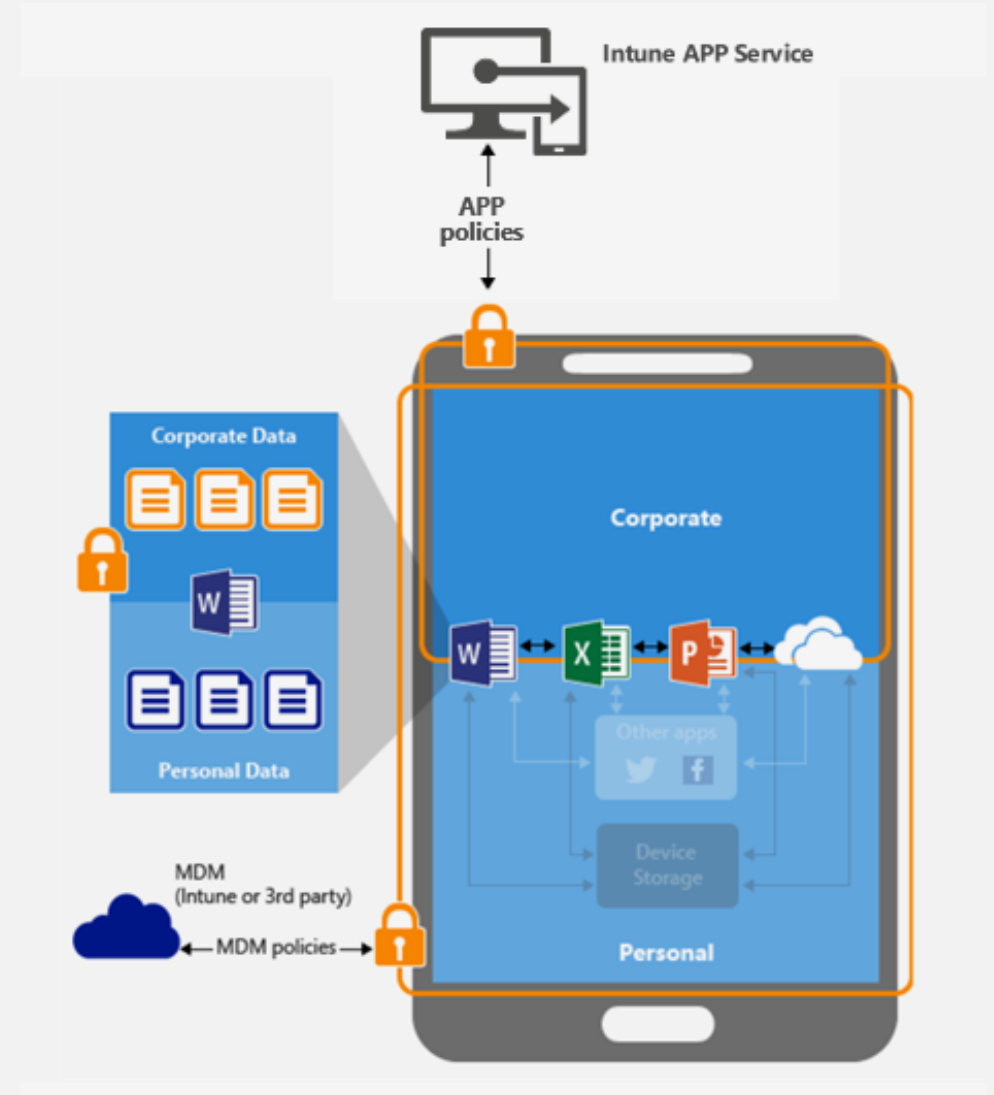 Intune APP Service
APP
policies
Corporate Data
W
Personal Data
Corporate
W
X
P
Other apps
f
Device
Storage
Personal
MDM
(Intune or 3rd party)
MDM policies